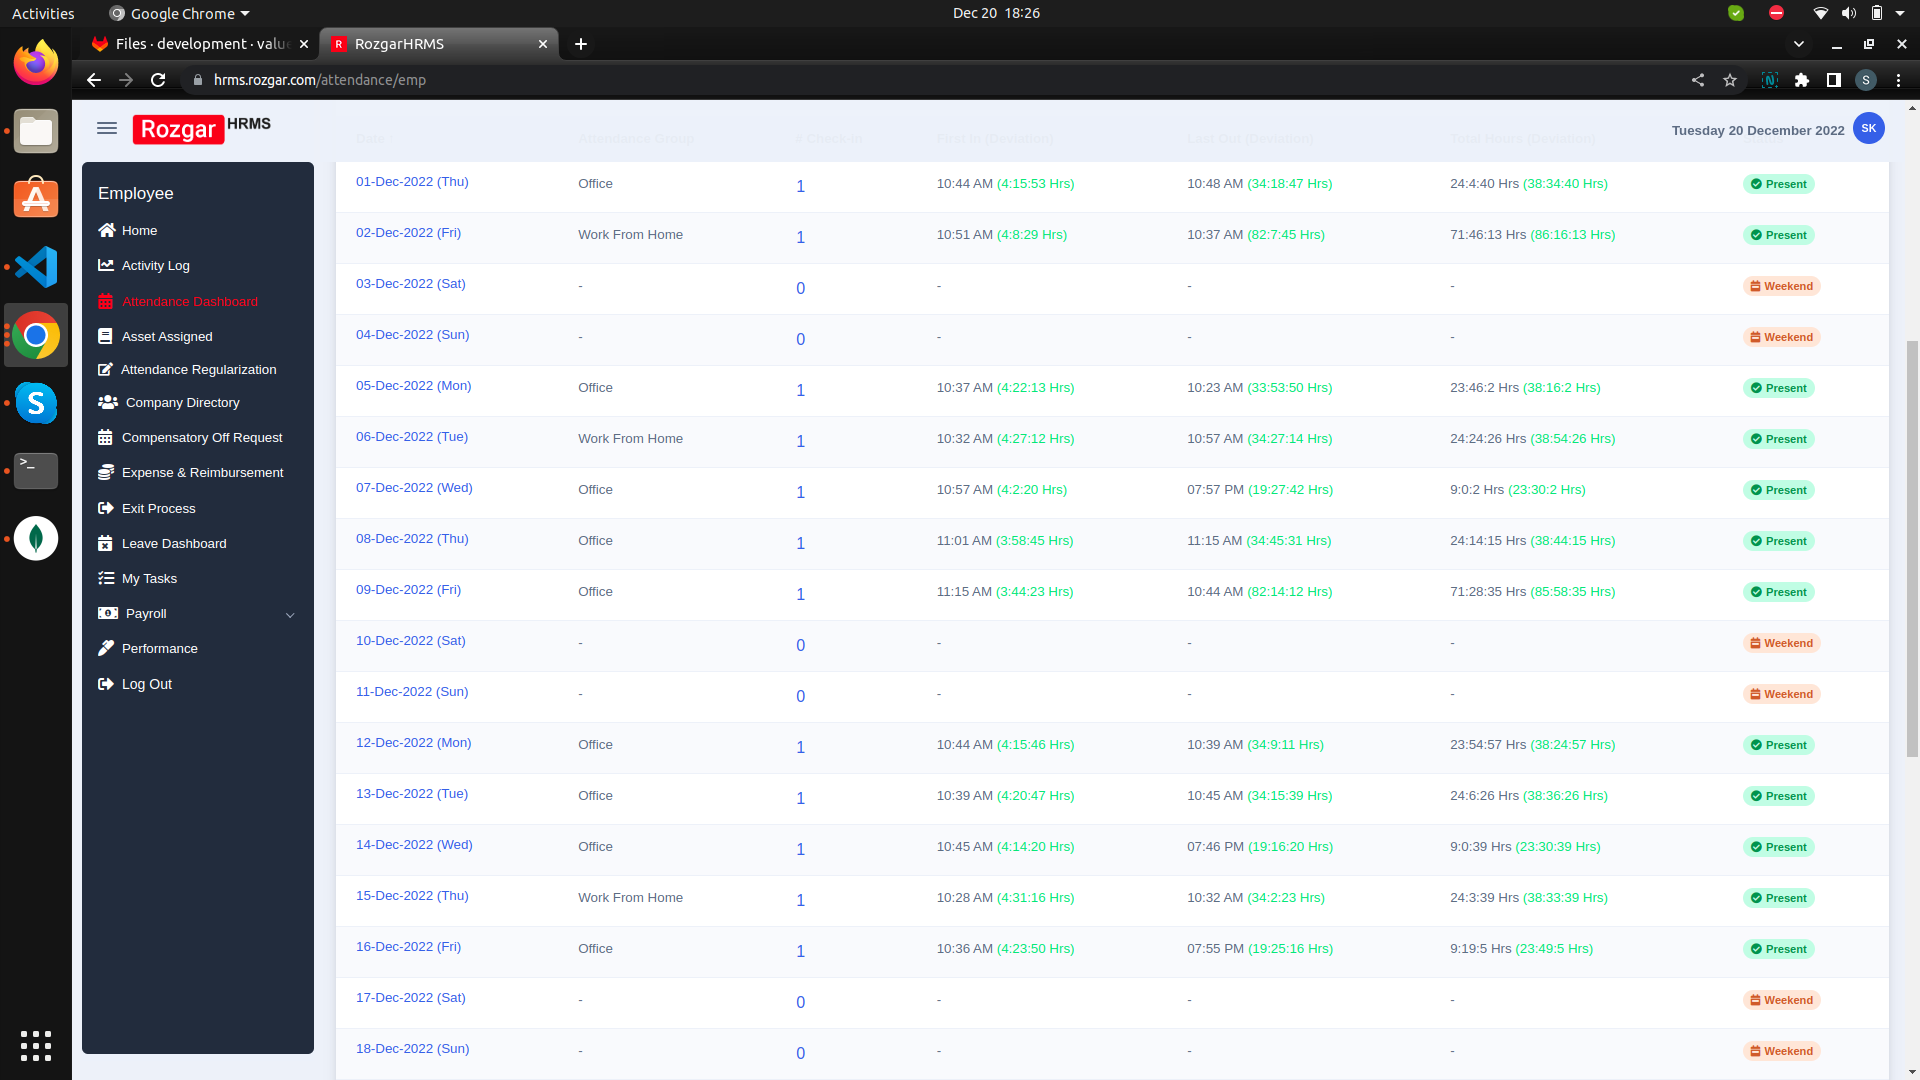 Activities
Google Chrome
Dec 20 18:26
Files · development · value
RozgarHRMS
hrms.rozgar.com/attendance/emp
S
Rozgar HRMS
Tuesday 20 December 2022
SK
Date
Attendance Group
e Check-in
First In (Deviation)
Last Out (Deviation)
Total Hours (Deviation)
Status
Employee
Home
Activity Log
Attendance Dashboard
Asset Assigned
Attendance Regularization
Company Directory
Compensatory Off Request
Expense & Reimbursement
Exit Process
Leave Dashboard
My Tasks
Payroll
Performance
Log Out
01-Dec-2022 (Thu) Office 1 10:44 AM (4:15:53 Hrs) 10:48 AM (34:18:47 Hrs) 24:4:40 Hrs (38:34:40 Hrs) Present
02-Dec-2022 (Fri) Work From Home 1 10:51 AM (4:8:29 Hrs) 10:37 AM (82:7:45 Hrs) 71:46:13 Hrs (86:16:13 Hrs) Present
03-Dec-2022 (Sat) - 0 - - - Weekend
04-Dec-2022 (Sun) - 0 - - - Weekend
05-Dec-2022 (Mon) Office 1 10:37 AM (4:22:13 Hrs) 10:23 AM (33:53:50 Hrs) 23:46:2 Hrs (38:16:2 Hrs) Present
06-Dec-2022 (Tue) Work From Home 1 10:32 AM (4:27:12 Hrs) 10:57 AM (34:27:14 Hrs) 24:24:26 Hrs (38:54:26 Hrs) Present
07-Dec-2022 (Wed) Office 1 10:57 AM (4:2:20 Hrs) 07:57 PM (19:27:42 Hrs) 9:0:2 Hrs (23:30:2 Hrs) Present
08-Dec-2022 (Thu) Office 1 11:01 AM (3:58:45 Hrs) 11:15 AM (34:45:31 Hrs) 24:14:15 Hrs (38:44:15 Hrs) Present
09-Dec-2022 (Fri) Office 1 11:15 AM (3:44:23 Hrs) 10:44 AM (82:14:12 Hrs) 71:28:35 Hrs (85:58:35 Hrs) Present
10-Dec-2022 (Sat) - 0 - - - Weekend
11-Dec-2022 (Sun) - 0 - - - Weekend
12-Dec-2022 (Mon) Office 1 10:44 AM (4:15:46 Hrs) 10:39 AM (34:9:11 Hrs) 23:54:57 Hrs (38:24:57 Hrs) Present
13-Dec-2022 (Tue) Office 1 10:39 AM (4:20:47 Hrs) 10:45 AM (34:15:39 Hrs) 24:6:26 Hrs (38:36:26 Hrs) Present
14-Dec-2022 (Wed) Office 1 10:45 AM (4:14:20 Hrs) 07:46 PM (19:16:20 Hrs) 9:0:39 Hrs (23:30:39 Hrs) Present
15-Dec-2022 (Thu) Work From Home 1 10:28 AM (4:31:16 Hrs) 10:32 AM (34:2:23 Hrs) 24:3:39 Hrs (38:33:39 Hrs) Present
16-Dec-2022 (Fri) Office 1 10:36 AM (4:23:50 Hrs) 07:55 PM (19:25:16 Hrs) 9:19:5 Hrs (23:49:5 Hrs) Present
17-Dec-2022 (Sat) - 0 - - - Weekend
18-Dec-2022 (Sun) - 0 - - - Weekend